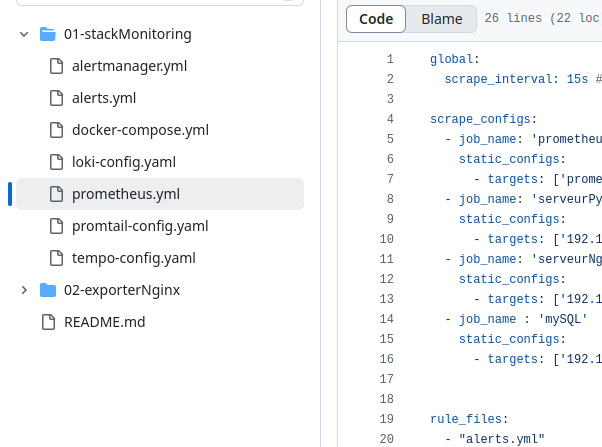 01-stackMonitoring
alertmanager.yml
alerts.yml
docker-compose.yml
loki-config.yaml
prometheus.yml
promtail-config.yaml
tempo-config.yaml
02-exporterNginx
README.md
Code Blame 26 lines (22 loc
1 global:
2 scrape_interval: 15s #
3
4 scrape_configs:
5 - job_name: 'prometheu
6 static_configs:
7 - targets: ['prome
8 - job_name: 'serveurPy
9 static_configs:
10 - targets: ['192.1
11 - job_name: 'serveurNg
12 static_configs:
13 - targets: ['192.1
14 - job_name : 'mySQL'
15 static_configs:
16 - targets: ['192.1
17
18
19 rule_files:
20 - "alerts.yml"